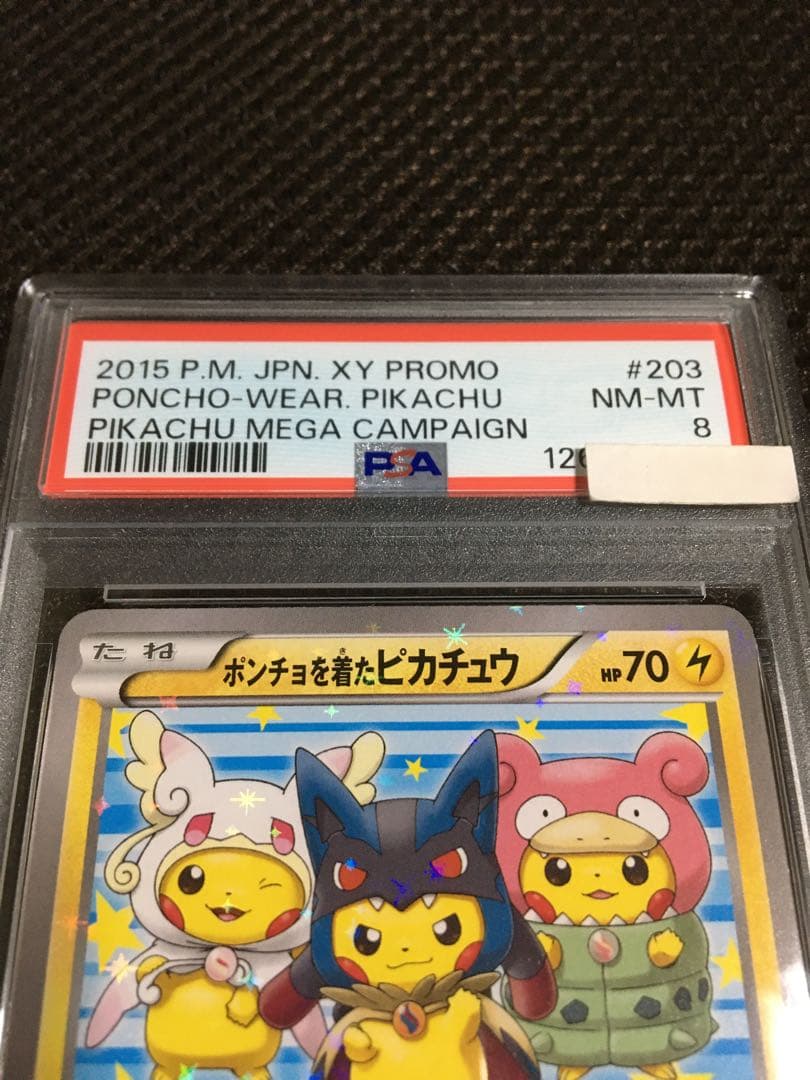 2015 P.M. JPN. XY PROMO #203
PONCHO-WEAR. PIKACHU NM-MT
PIKACHU MEGA CAMPAIGN 8
PSA 126
たね ポンチョを着たピカチュウ HP70